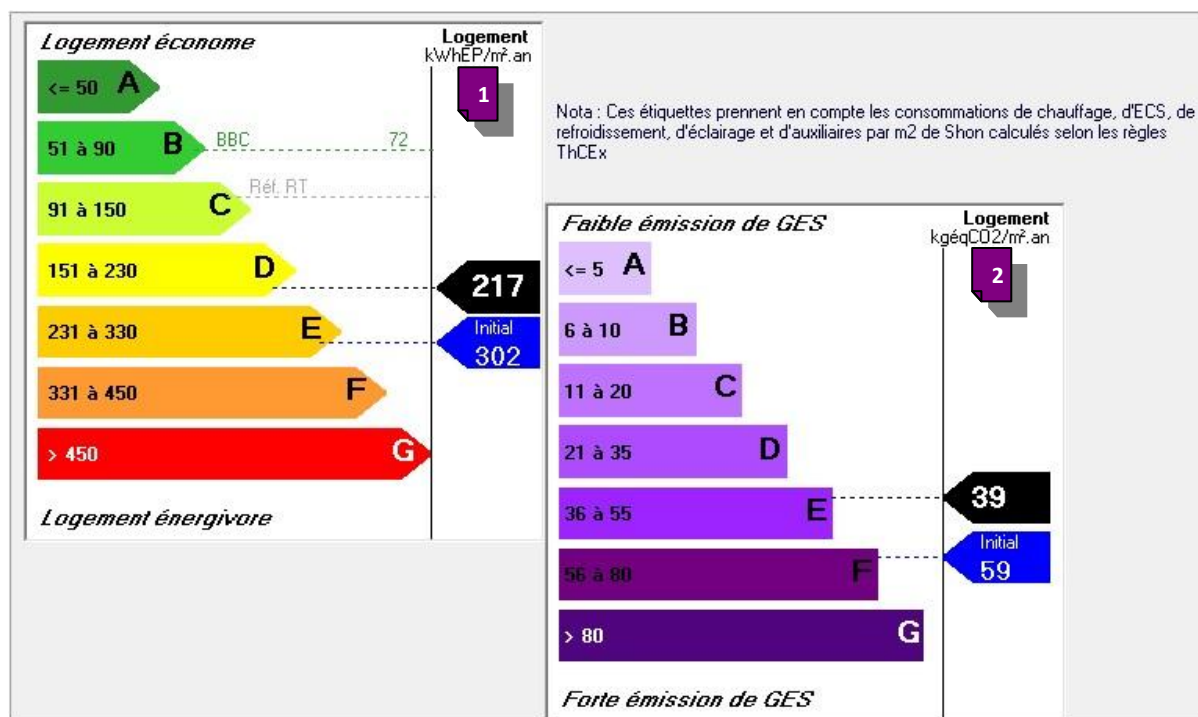 Logement économe
Logement
kWhEP/m².an
1
<= 50 A
51 à 90 B
BBC 72
Réf. RT
91 à 150 C
151 à 230 D
217
231 à 330 E
Initial
302
331 à 450 F
> 450 G
Logement énergivore
Nota : Ces étiquettes prennent en compte les consommations de chauffage, d'ECS, de
refroidissement, d'éclairage et d'auxiliaires par m2 de Shon calculés selon les règles
ThCEx
Faible émission de GES
Logement
kgéqCO2/m².an
2
<= 5 A
6 à 10 B
11 à 20 C
21 à 35 D
36 à 55 E
39
56 à 80 F
Initial
59
> 80 G
Forte émission de GES